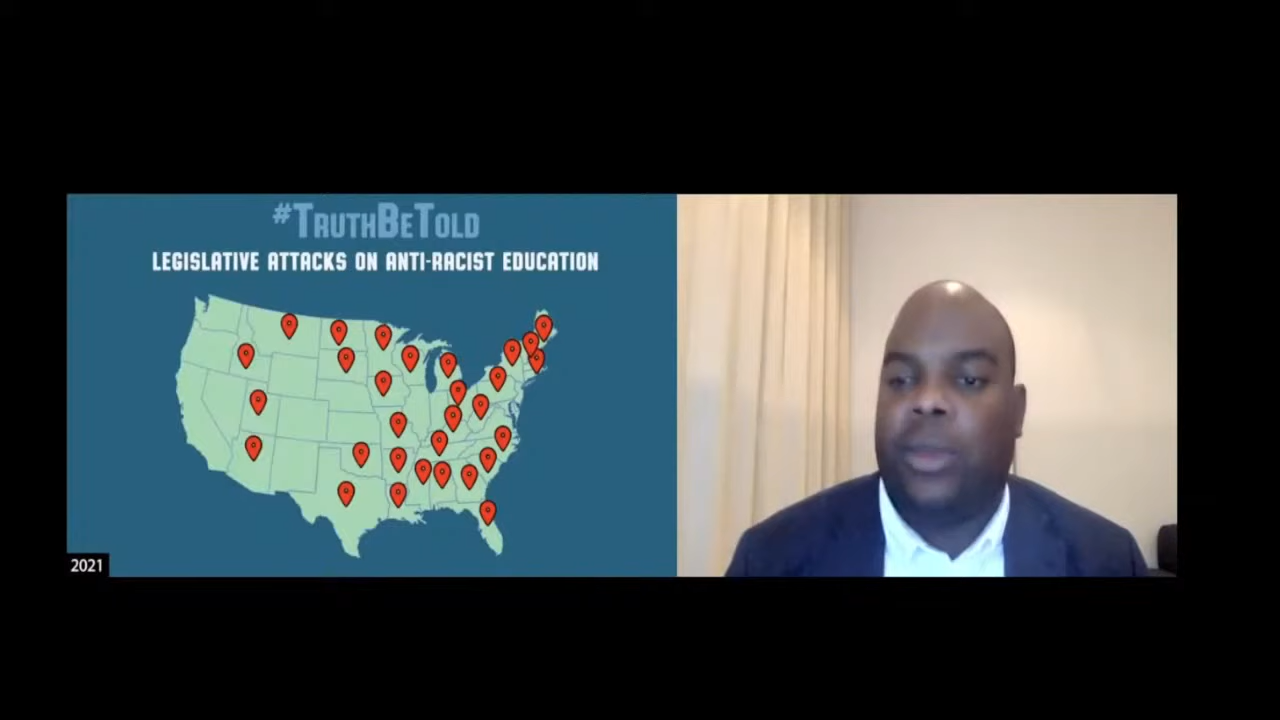 #TruthBeTold
LEGISLATIVE ATTACKS ON ANTI-RACIST EDUCATION
2021